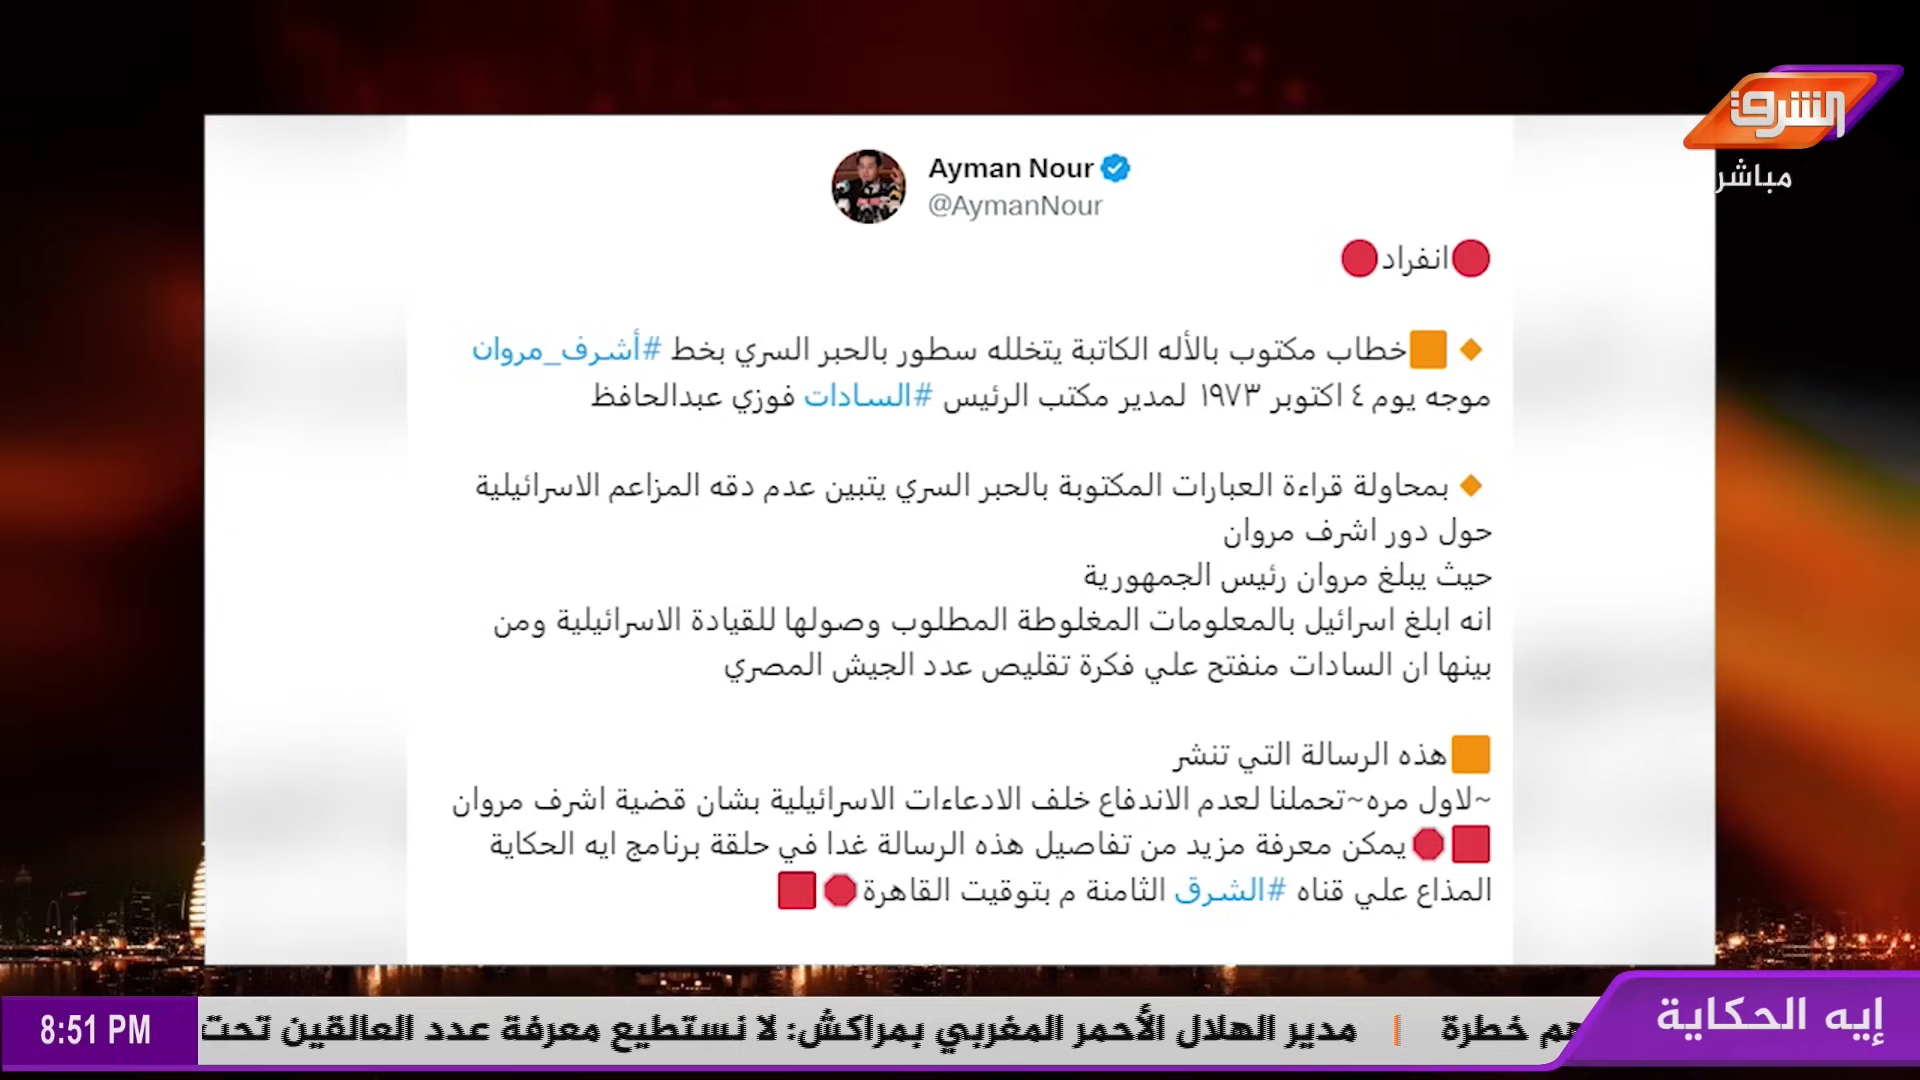 الشرق
مباشر
Ayman Nour
@AymanNour
🔴انفراد🔴
🔸🟧خطاب مكتوب بالأله الكاتبة يتخلله سطور بالحبر السري بخط #أشرف_مروان
موجه يوم ٤ اكتوبر ١٩٧٣ لمدير مكتب الرئيس #السادات فوزي عبدالحافظ
🔸بمحاولة قراءة العبارات المكتوبة بالحبر السري يتبين عدم دقه المزاعم الاسرائيلية
حول دور اشرف مروان
حيث يبلغ مروان رئيس الجمهورية
انه ابلغ اسرائيل بالمعلومات المغلوطة المطلوب وصولها للقيادة الاسرائيلية ومن
بينها ان السادات منفتح علي فكرة تقليص عدد الجيش المصري
🟧هذه الرسالة التي تنشر
~لاول مره~تحملنا لعدم الاندفاع خلف الادعاءات الاسرائيلية بشان قضية اشرف مروان
🟥🛑يمكن معرفة مزيد من تفاصيل هذه الرسالة غدا في حلقة برنامج ايه الحكاية
المذاع علي قناه #الشرق الثامنة م بتوقيت القاهرة🛑🟥
إيه الحكاية
هم خطرة | مدير الهلال الأحمر المغربي بمراكش: لا نستطيع معرفة عدد العالقين تحت
8:51 PM